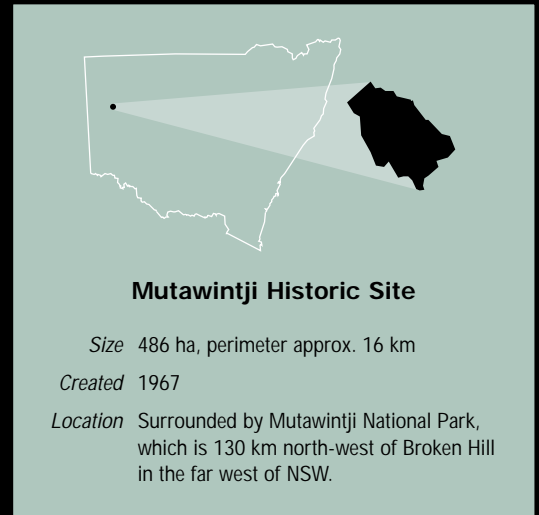 Mutawintji Historic Site
Size 486 ha, perimeter approx. 16 km
Created 1967
Location Surrounded by Mutawintji National Park,
which is 130 km north-west of Broken Hill
in the far west of NSW.